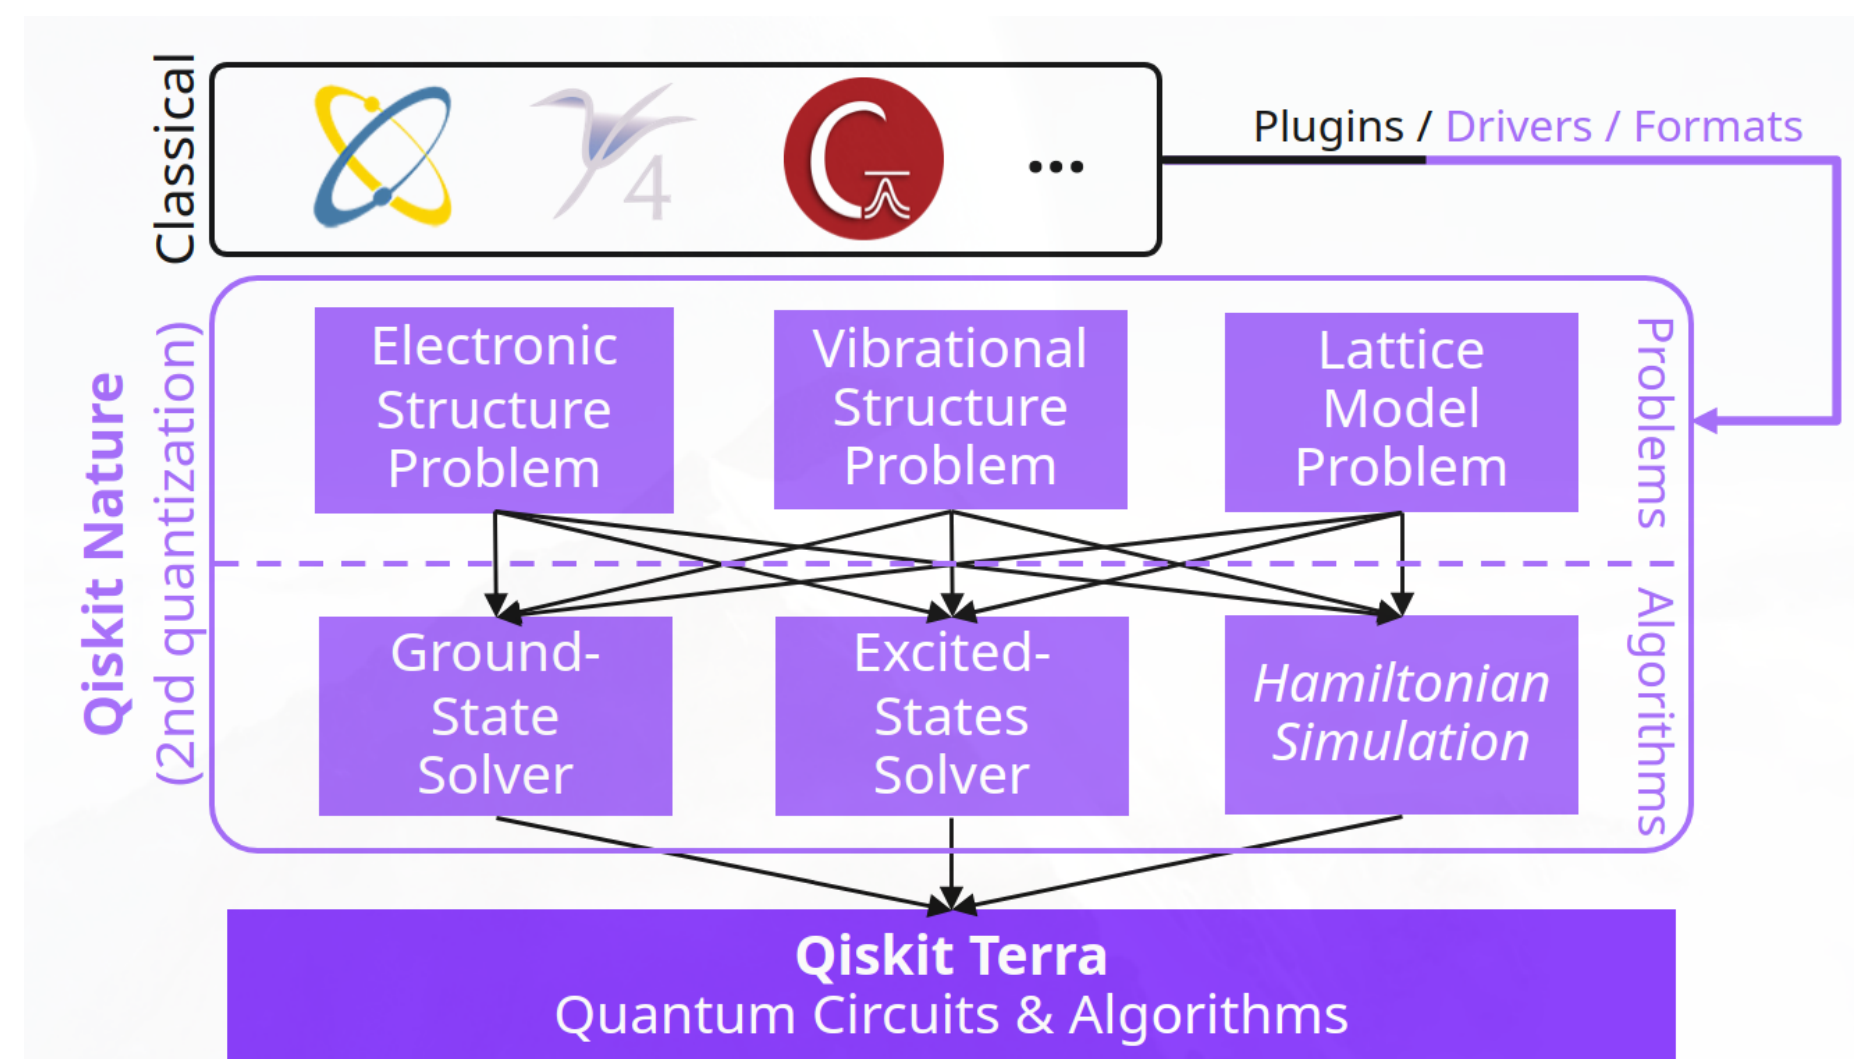 Classical
4
C
...
Plugins / Drivers / Formats
Qiskit Nature
(2nd quantization)
Electronic
Structure
Problem
Vibrational
Structure
Problem
Lattice
Model
Problem
Problems
Ground-
State
Solver
Excited-
States
Solver
Hamiltonian
Simulation
Algorithms
Qiskit Terra
Quantum Circuits & Algorithms